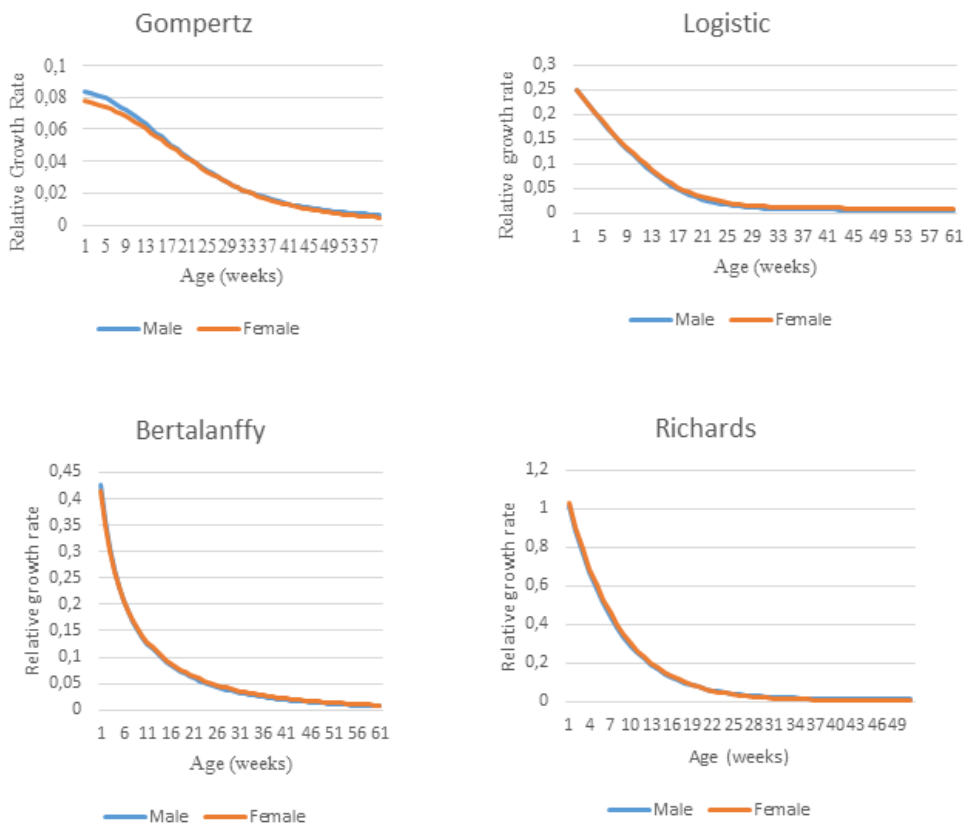 Gompertz
Relative Growth Rate
0,1
0,08
0,06
0,04
0,02
0
1 5 9 13 17 21 25 29 33 37 41 45 49 53 57
Age (weeks)
Male Female
Logistic
Relative growth rate
0,3
0,25
0,2
0,15
0,1
0,05
0
1 5 9 13 17 21 25 29 33 37 41 45 49 53 57 61
Age (weeks)
Male Female
Bertalanffy
Relative growth rate
0,45
0,4
0,35
0,3
0,25
0,2
0,15
0,1
0,05
0
1 6 11 16 21 26 31 36 41 46 51 56 61
Age (weeks)
Male Female
Richards
Relative growth rate
1,2
1
0,8
0,6
0,4
0,2
0
1 4 7 10 13 16 19 22 25 28 31 34 37 40 43 46 49
Age (weeks)
Male Female